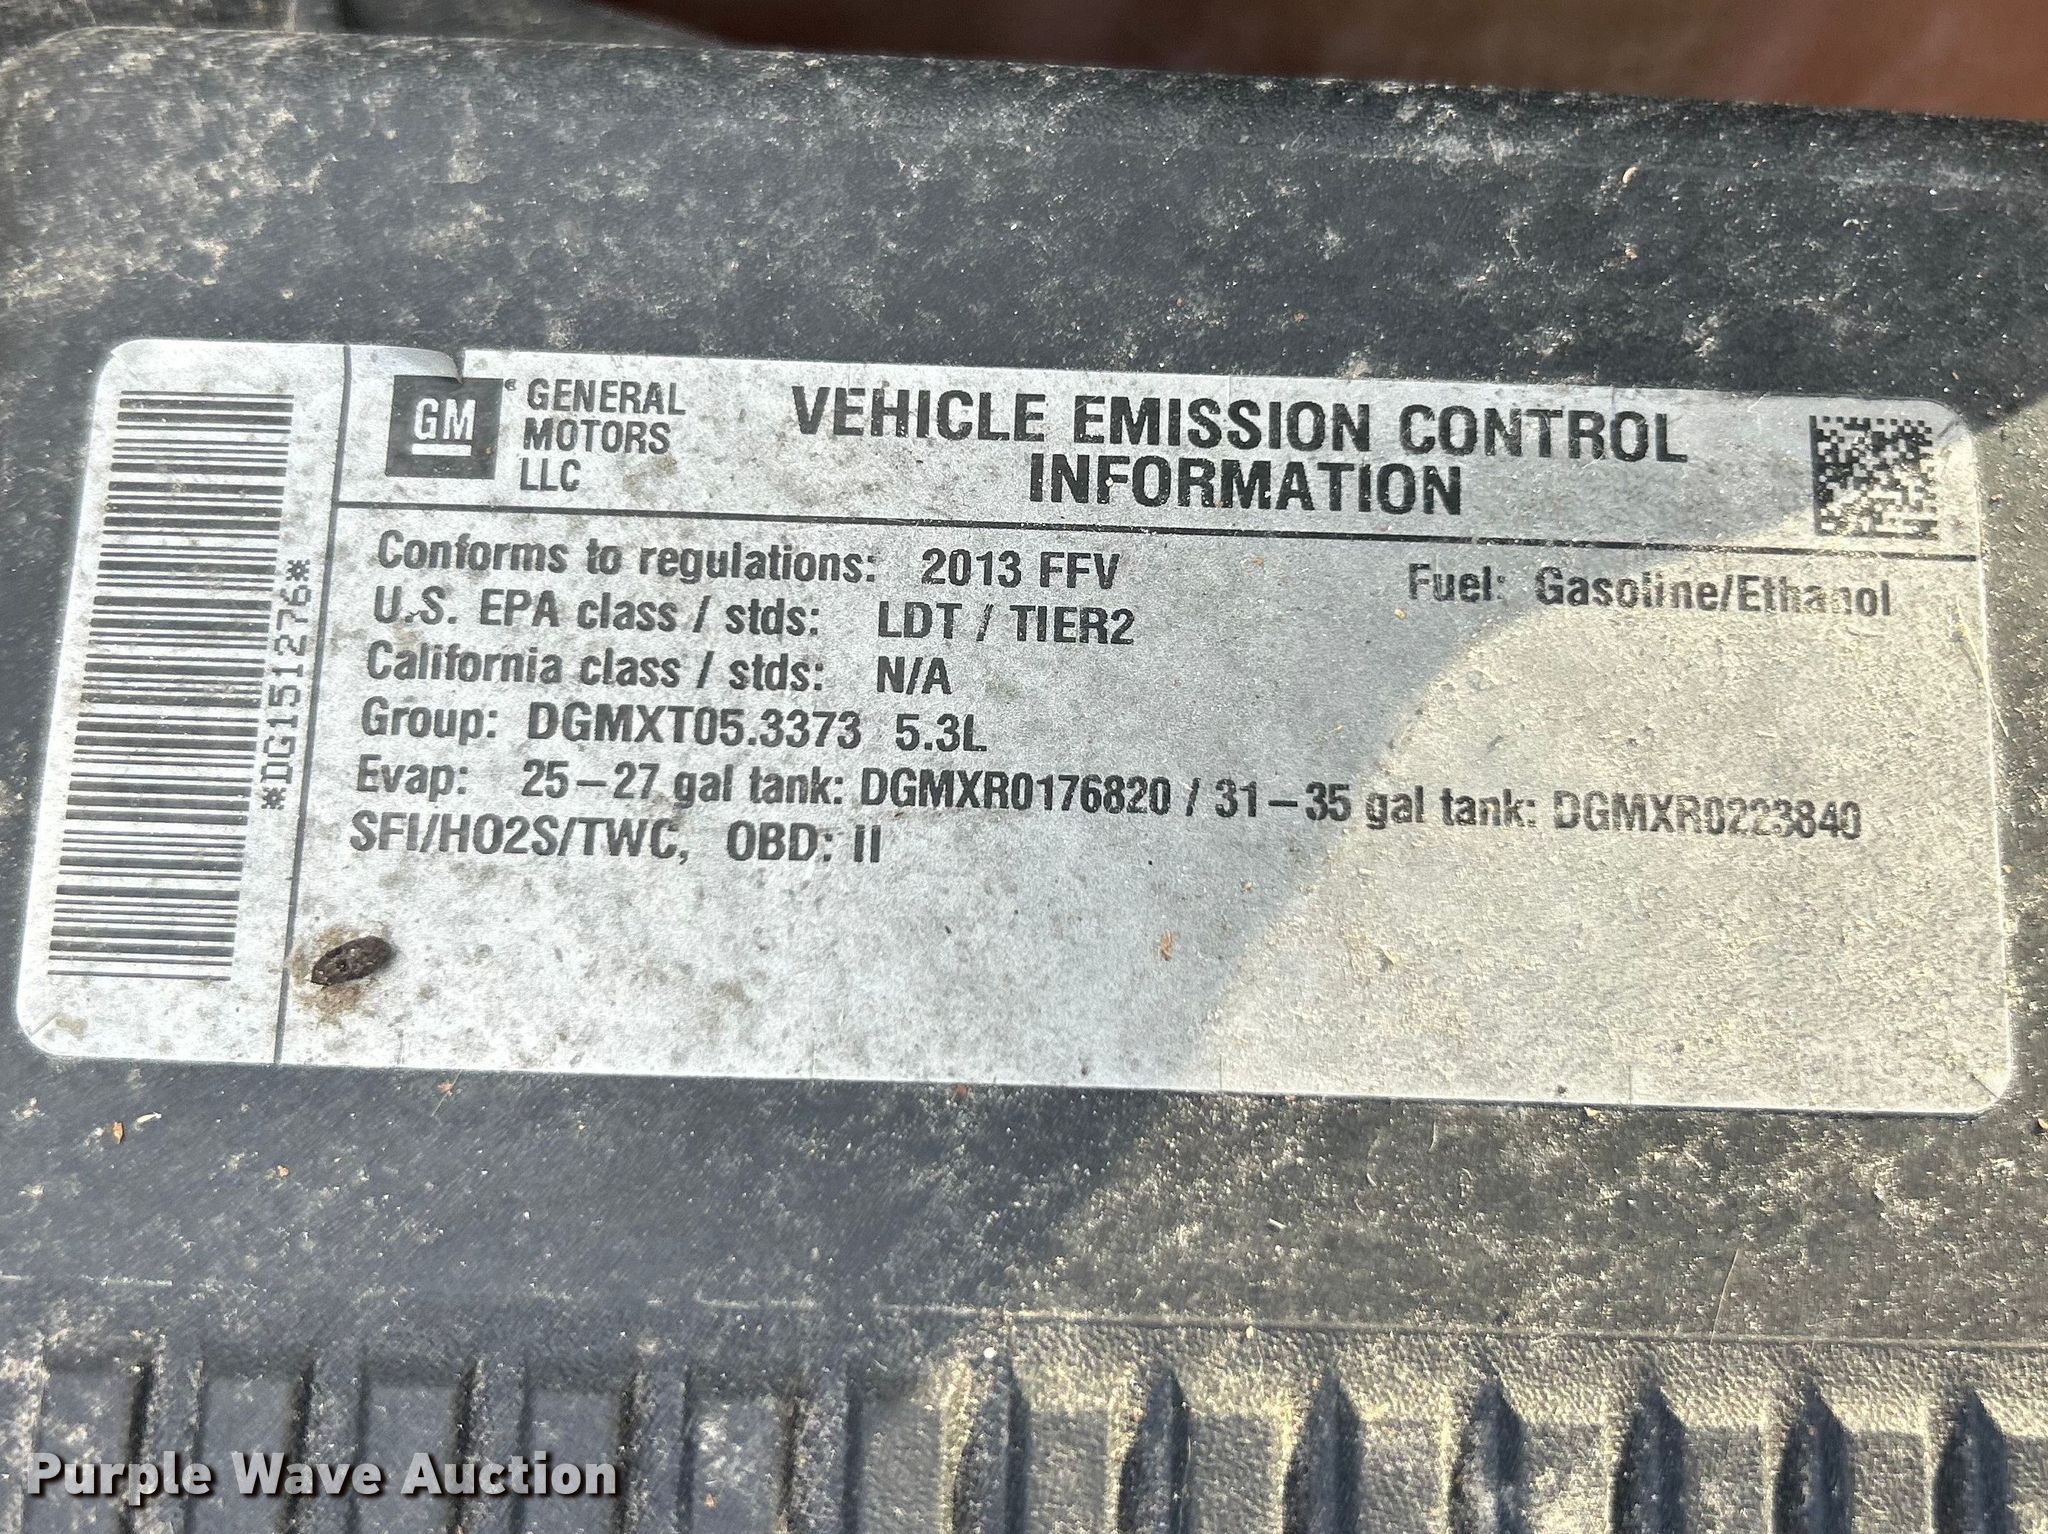 GM
GENERAL
MOTORS
LLC
VEHICLE EMISSION CONTROL
INFORMATION
Conforms to regulations: 2013 FFV
Fuel: Gasoline/Ethanol
U.S. EPA class / stds: LDT / TIER2
California class / stds: N/A
Group: DGMXT05.3373 5.3L
Evap: 25-27 gal tank: DGMXR0176820 / 31-35 gal tank: DGMXR0223840
SFI/HO2S/TWC, OBD: II
*DG151276*
Purple Wave Auction